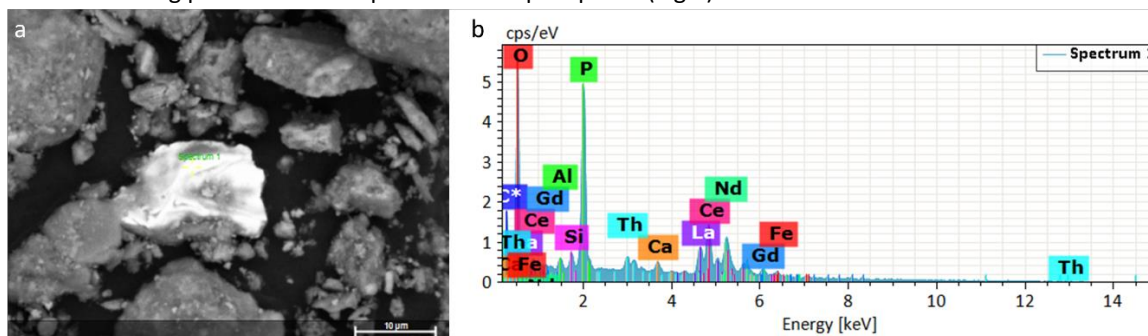 a
Spectrum 1
10 µm
b
cps/eV
Spectrum
5
4
3
2
1
0
O
P
C*
Al
Gd
Ce
Th
Si
Fe
Th
Ca
Nd
Ce
La
Fe
Gd
Th
2
4
6
8
10
12
14
Energy [keV]